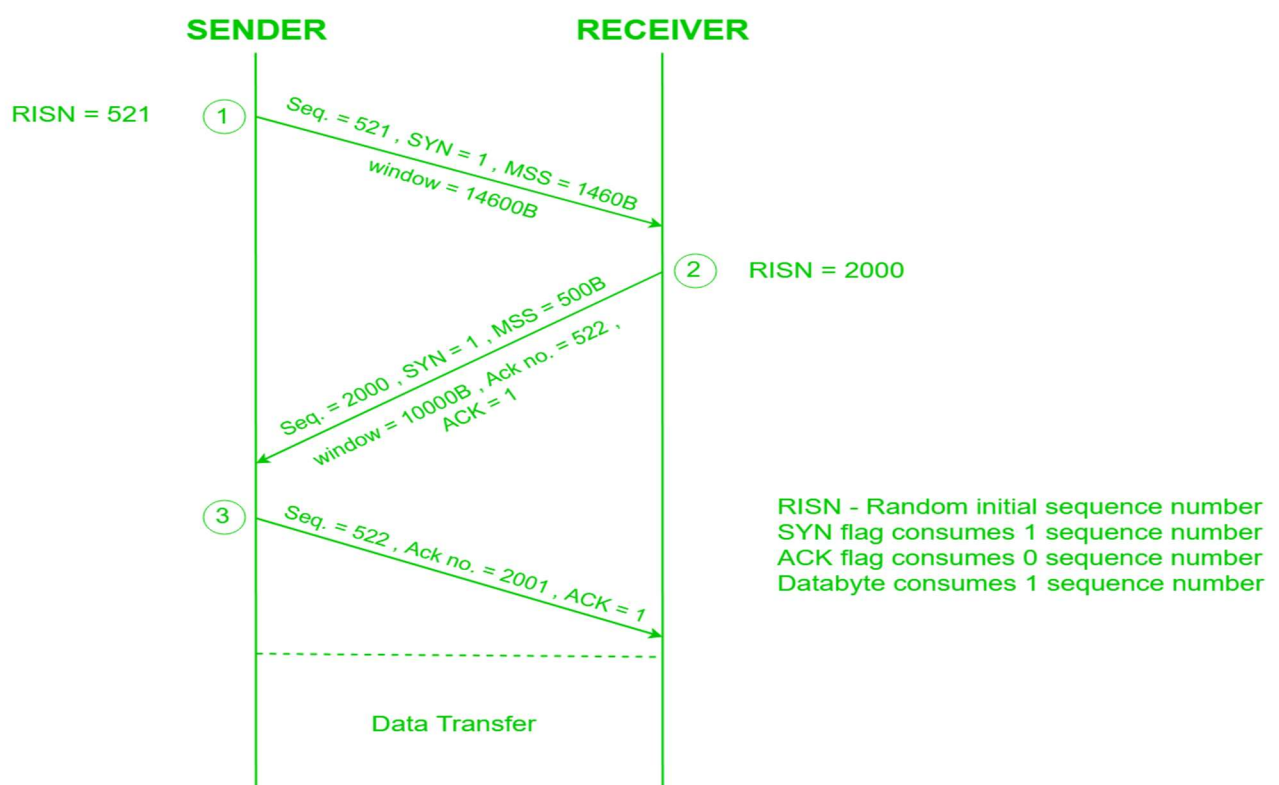 SENDER
RECEIVER
RISN = 521
1
Seq. = 521 , SYN = 1 , MSS = 1460B
window = 14600B
2
RISN = 2000
Seq. = 2000 , SYN = 1 , MSS = 500B
window = 10000B , Ack no. = 522 ,
ACK = 1
3
Seq. = 522 , Ack no. = 2001 , ACK = 1
RISN - Random initial sequence number
SYN flag consumes 1 sequence number
ACK flag consumes 0 sequence number
Databyte consumes 1 sequence number
Data Transfer